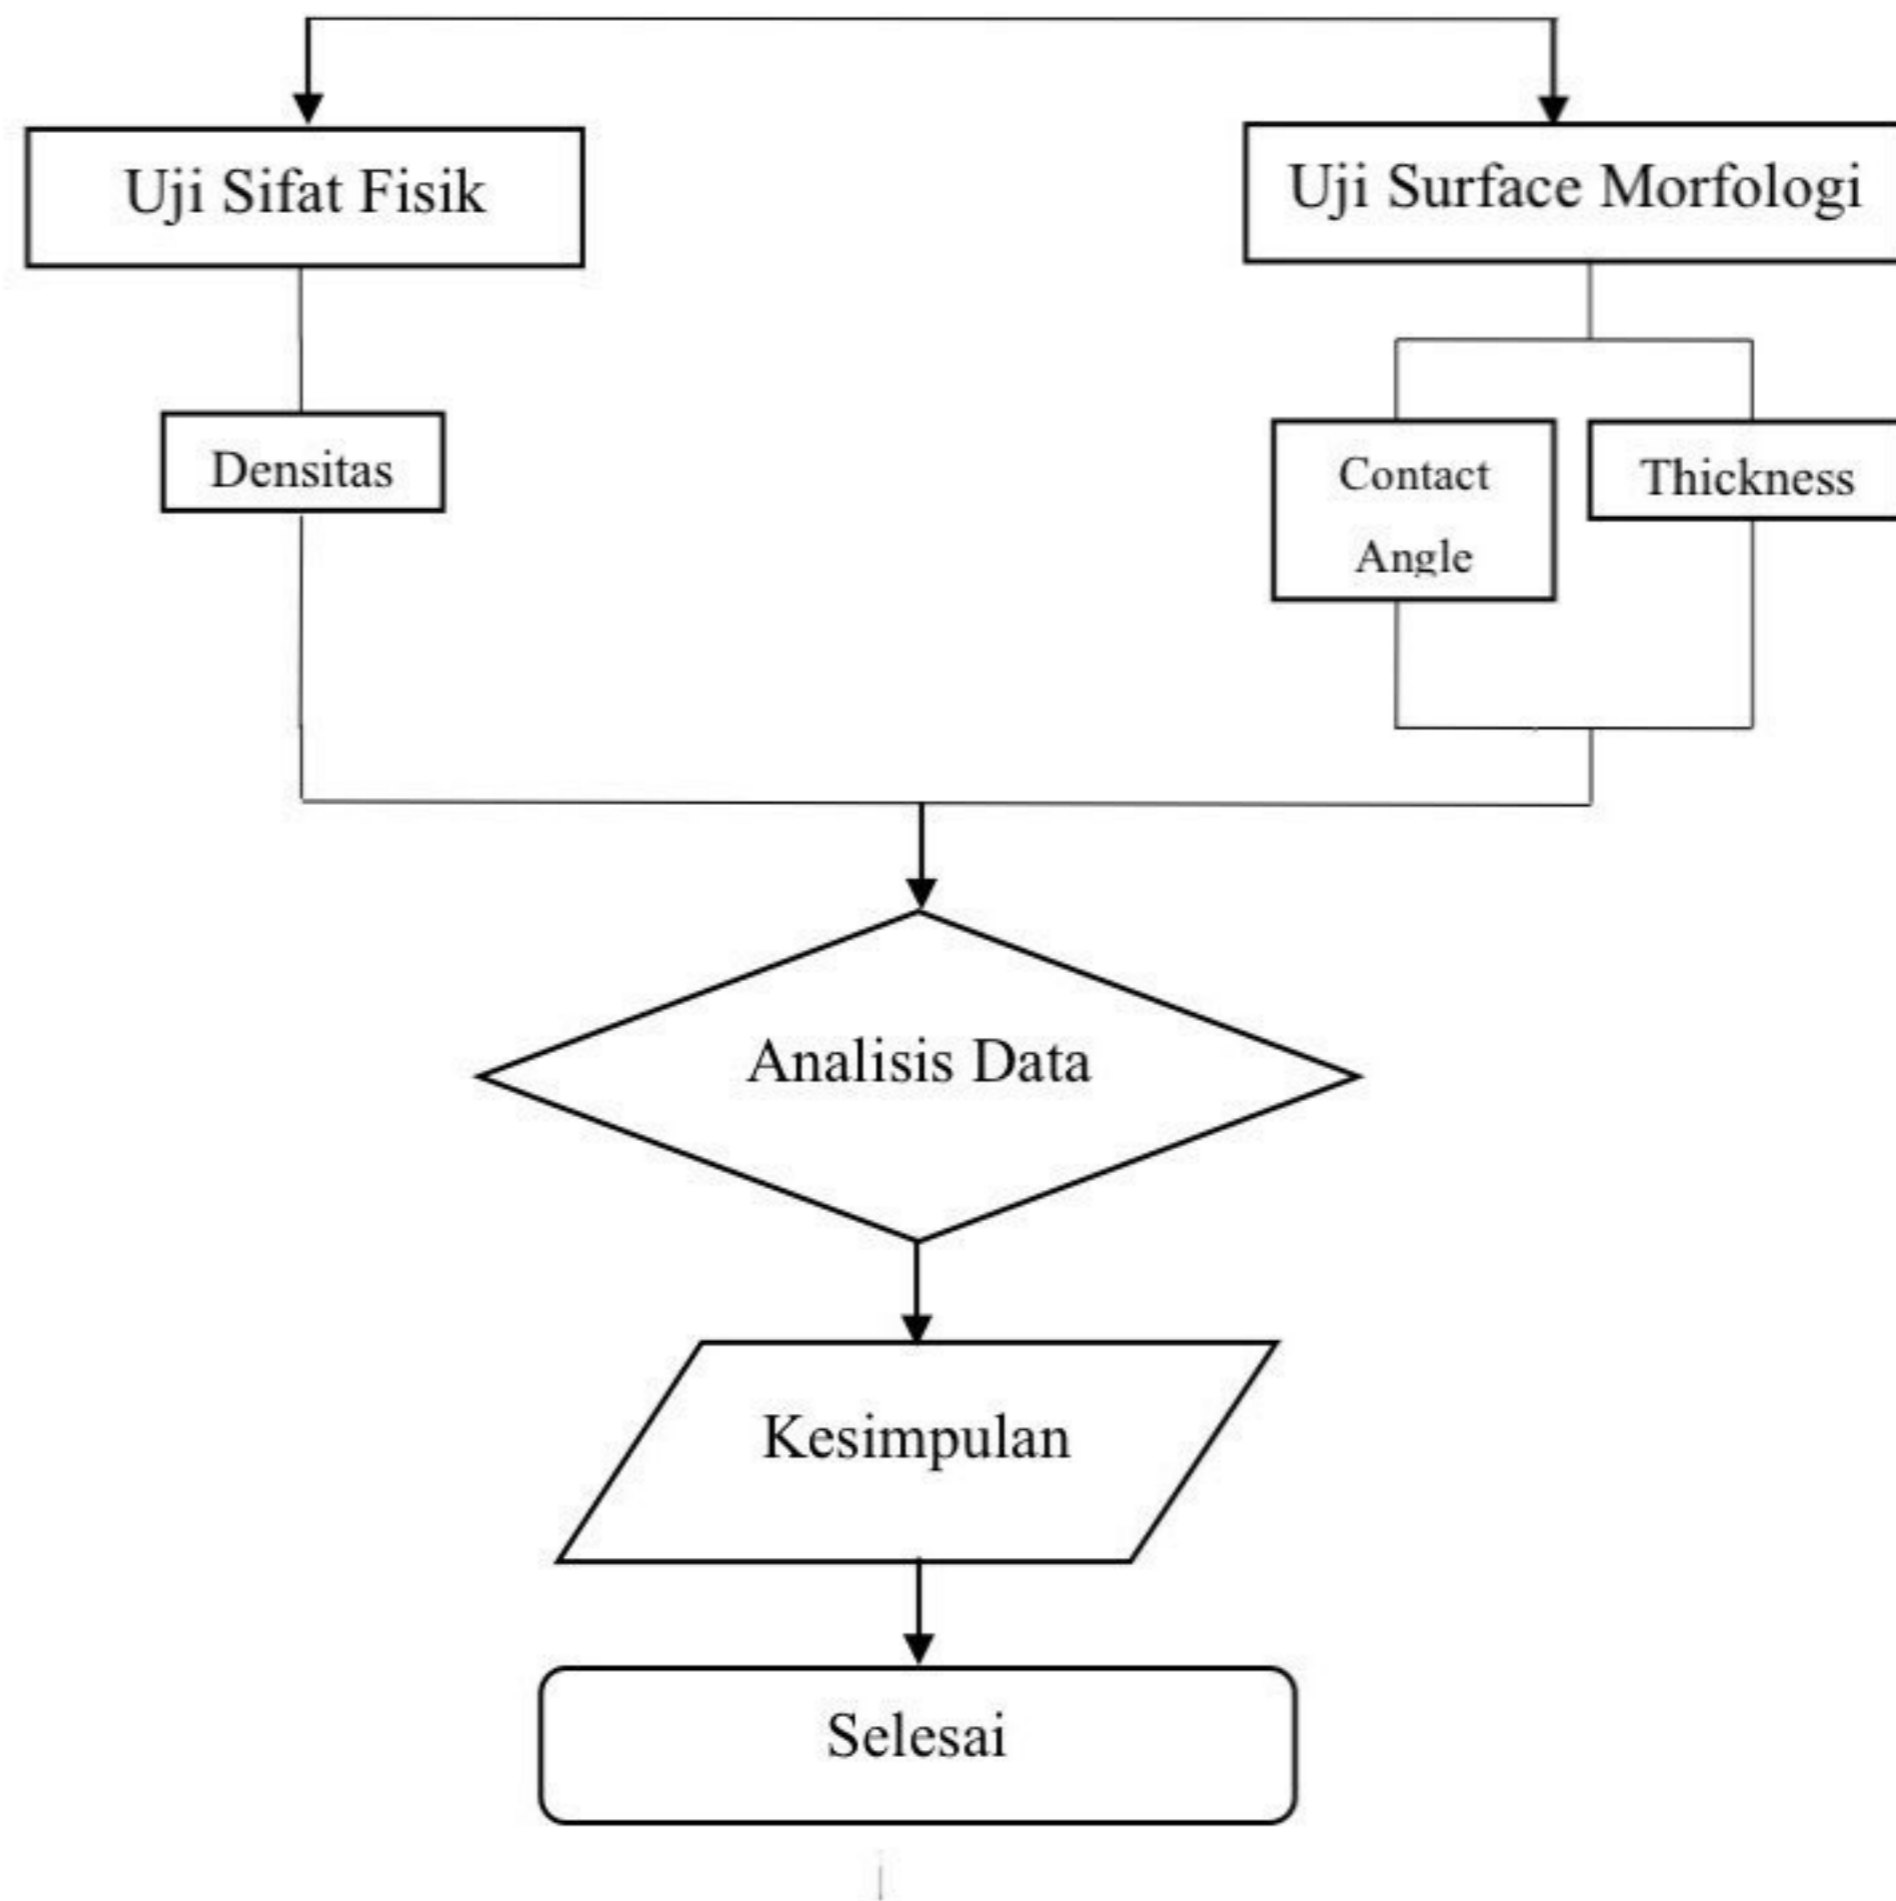 Uji Sifat Fisik
Uji Surface Morfologi
Densitas
Contact
Angle
Thickness
Analisis Data
Kesimpulan
Selesai